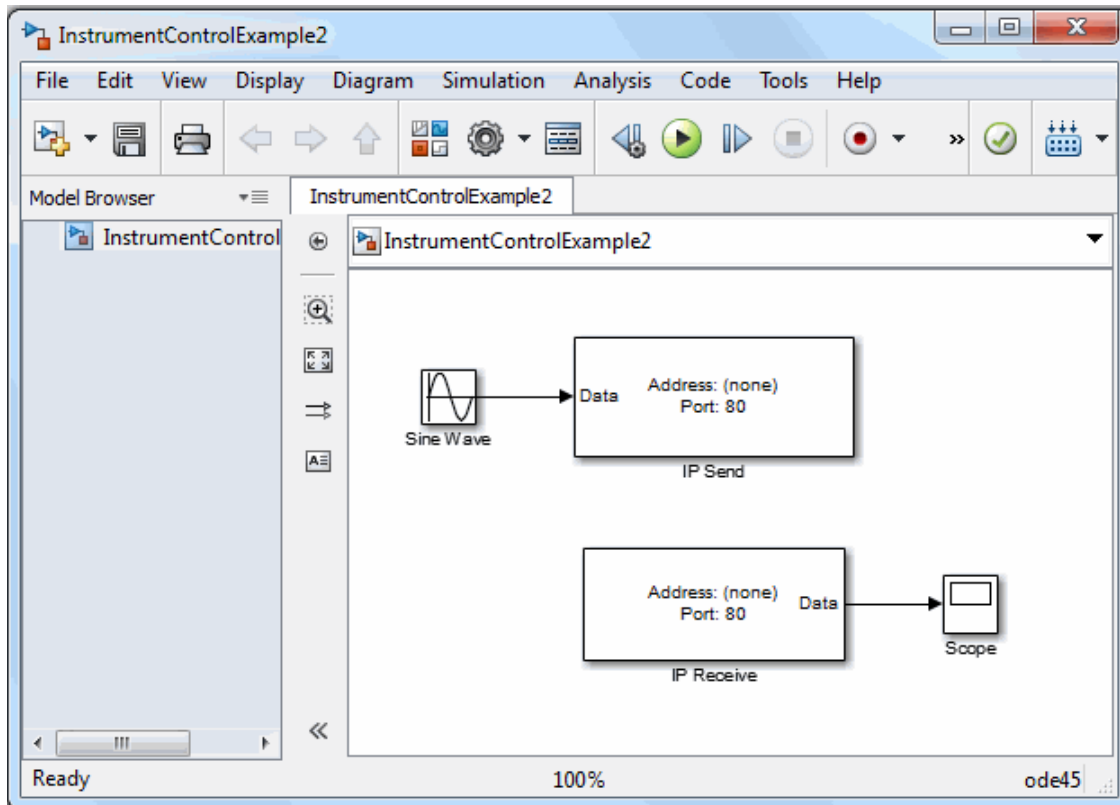 InstrumentControlExample2
File Edit View Display Diagram Simulation Analysis Code Tools Help
Model Browser
InstrumentControlExample2
InstrumentControl
InstrumentControlExample2
Data
Address: (none)
Port: 80
Sine Wave
IP Send
Address: (none)
Port: 80
Data
IP Receive
Scope
Ready 100% ode45